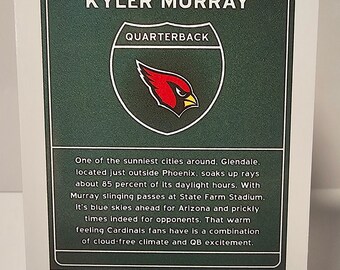 KYLER MURRAY
QUARTERBACK
One of the sunniest cities around, Glendale,
located just outside Phoenix, soaks up rays
about 85 percent of its daylight hours. With
Murray slinging passes at State Farm Stadium,
it's blue skies ahead for Arizona and prickly
times indeed for opponents. That warm
feeling Cardinals fans have is a combination
of cloud-free climate and QB excitement.